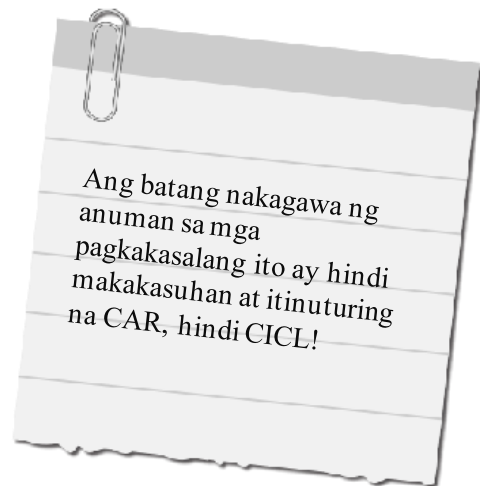 Ang batang nakagawa ng
anuman sa mga
pagkakasalang ito ay hindi
makakasuhan at itinuturing
na CAR, hindi CICL!